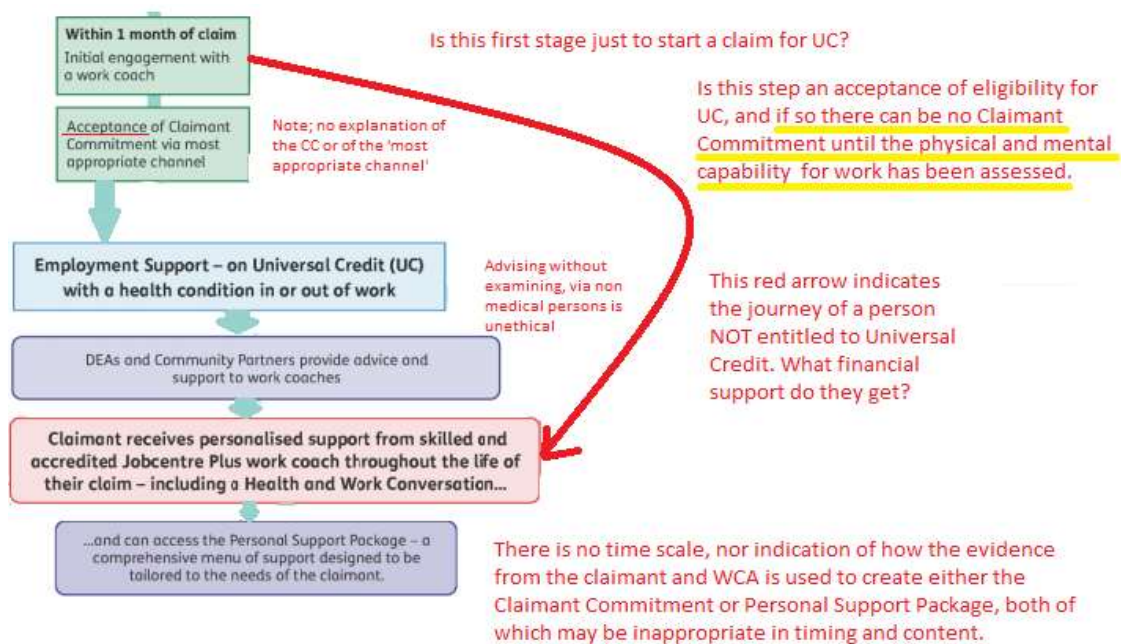 Within 1 month of claim
Initial engagement with
a work coach
Is this first stage just to start a claim for UC?
Acceptance of Claimant
Commitment via most
appropriate channel
Note; no explanation of
the CC or of the 'most
appropriate channel'
Is this step an acceptance of eligibility for
UC, and if so there can be no Claimant
Commitment until the physical and mental
capability for work has been assessed.
Employment Support – on Universal Credit (UC)
with a health condition in or out of work
Advising without
examining, via non
medical persons is
unethical
This red arrow indicates
the journey of a person
NOT entitled to Universal
Credit. What financial
support do they get?
DEAs and Community Partners provide advice and
support to work coaches
Claimant receives personalised support from skilled and
accredited Jobcentre Plus work coach throughout the life of
their claim – including a Health and Work Conversation...
...and can access the Personal Support Package – a
comprehensive menu of support designed to be
tailored to the needs of the claimant.
There is no time scale, nor indication of how the evidence
from the claimant and WCA is used to create either the
Claimant Commitment or Personal Support Package, both of
which may be inappropriate in timing and content.